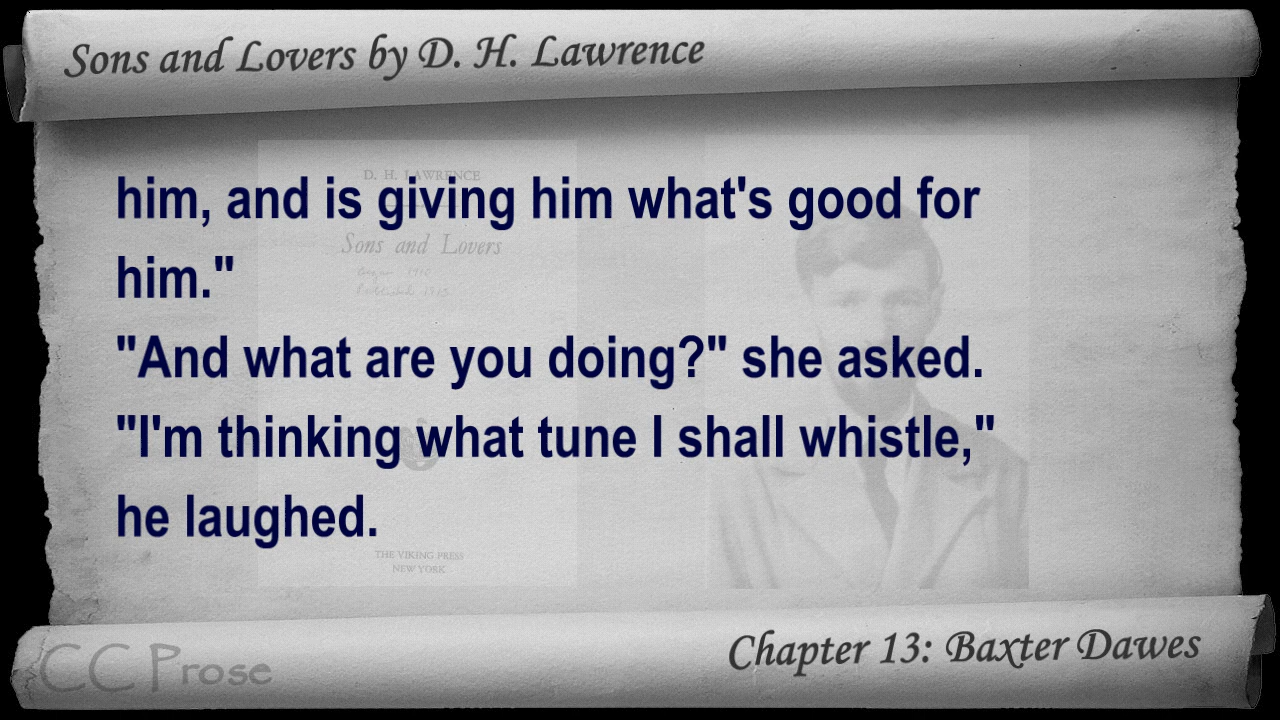 Sons and Lovers by D. H. Lawrence
D. H. LAWRENCE
him, and is giving him what's good for
Sons and Lovers
him."
"And what are you doing?" she asked.
"I'm thinking what tune I shall whistle,"
he laughed.
THE VIKING PRESS
NEW YORK
Chapter 13: Baxter Dawes
CC Prose